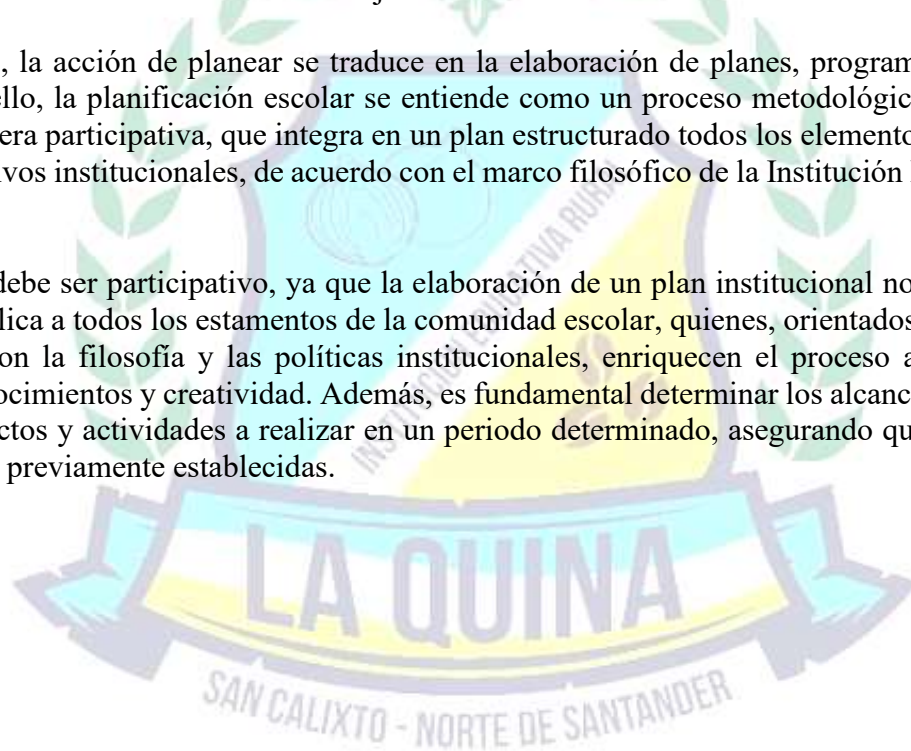 , la acción de planear se traduce en la elaboración de planes, program
ello, la planificación escolar se entiende como un proceso metodológic
era participativa, que integra en un plan estructurado todos los elemento
ivos institucionales, de acuerdo con el marco filosófico de la Institución
debe ser participativo, ya que la elaboración de un plan institucional no
lica a todos los estamentos de la comunidad escolar, quienes, orientados
on la filosofía y las políticas institucionales, enriquecen el proceso a
ocimientos y creatividad. Además, es fundamental determinar los alcanc
ctos y actividades a realizar en un periodo determinado, asegurando qu
previamente establecidas.
INSTITUCIÓN EDUCATIVA RURAL
LA QUINA
SAN CALIXTO - NORTE DE SANTANDER